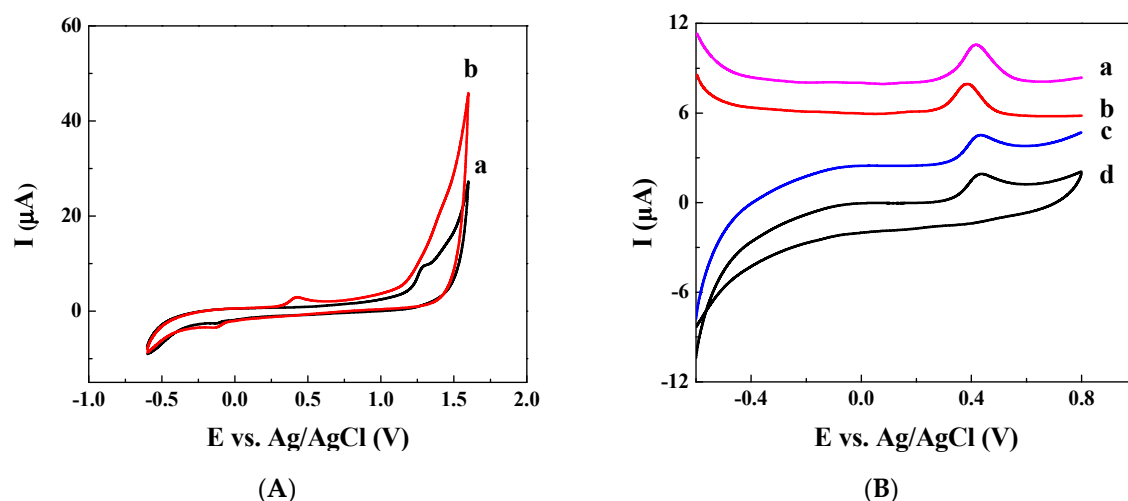 60
40
20
0
b
a
I (μA)
-1.0 -0.5 0.0 0.5 1.0 1.5 2.0
E vs. Ag/AgCl (V)
(A)
12
6
0
-6
-12
a
b
c
d
I (μA)
-0.4 0.0 0.4 0.8
E vs. Ag/AgCl (V)
(B)